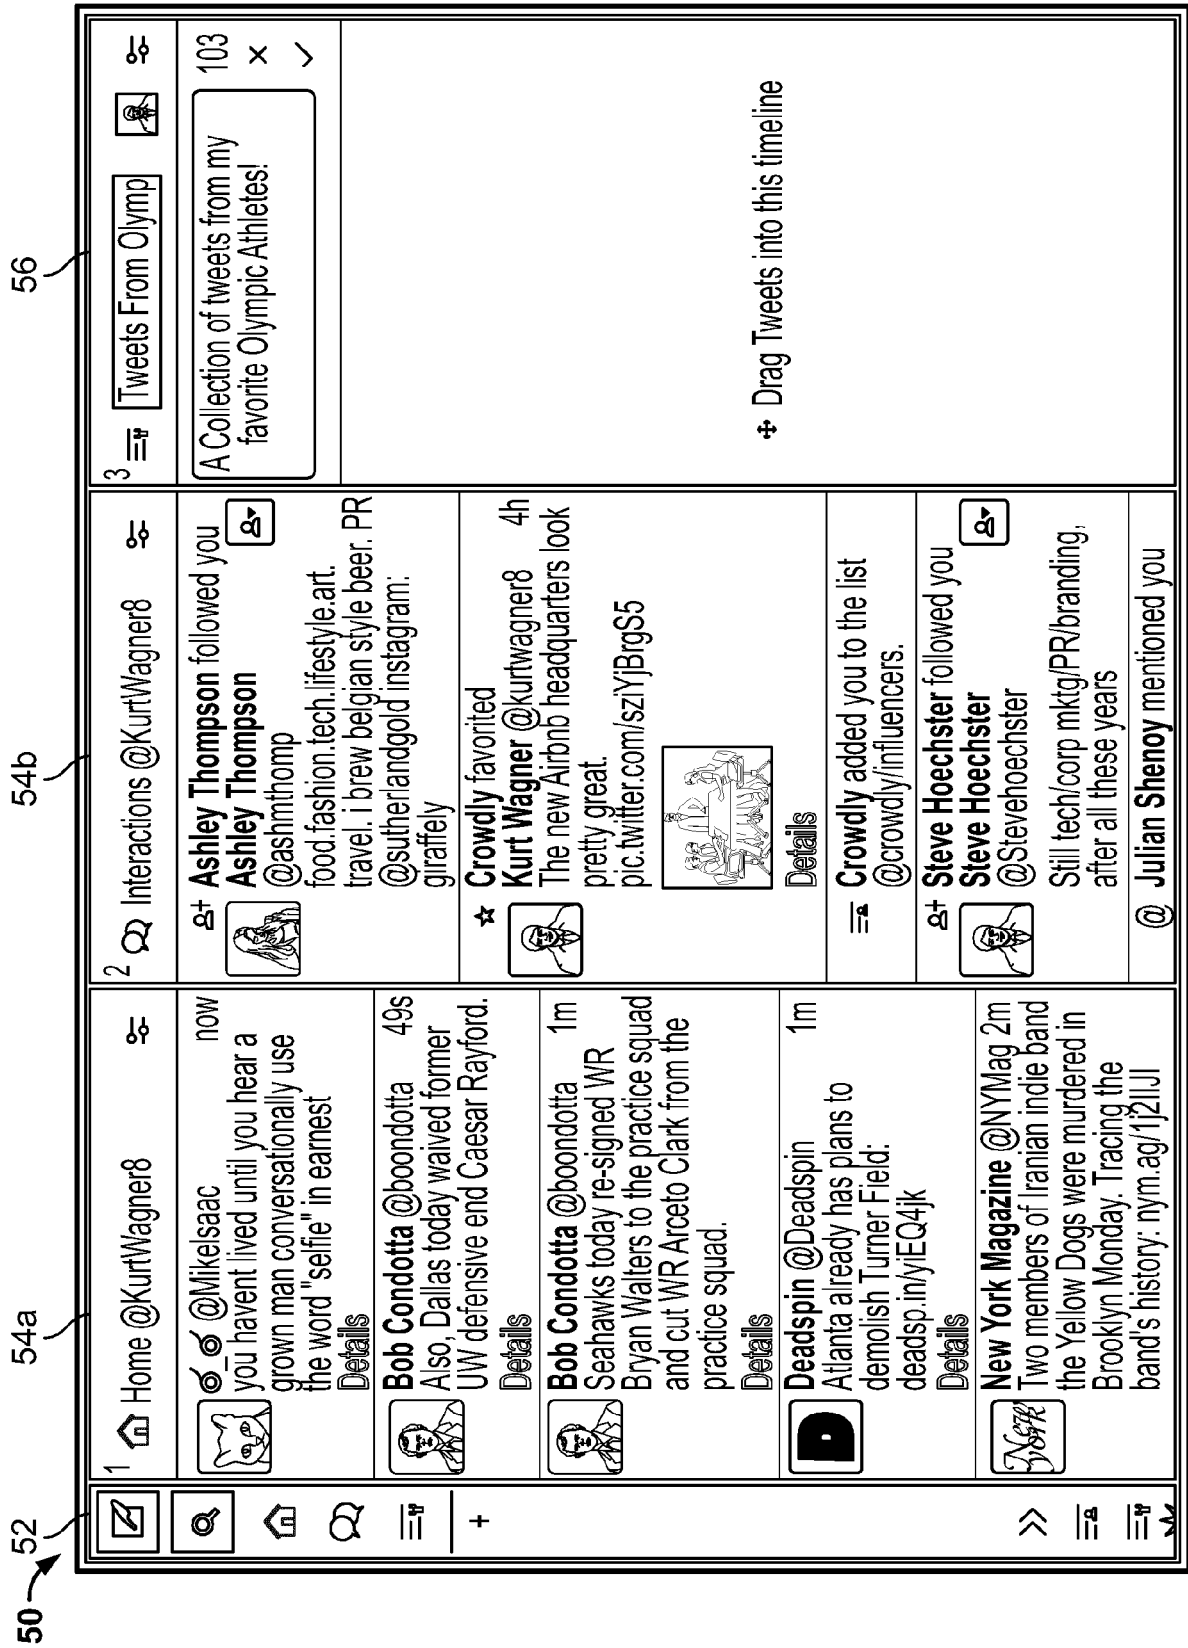 50
52
54a
54b
56
1
Home @KurtWagner8
@MikeIsaac now
you havent lived until you hear a
grown man conversationally use
the word "selfie" in earnest
Details
Bob Condotta @boondotta 49s
Also, Dallas today waived former
UW defensive end Caesar Rayford.
Details
Bob Condotta @boondotta 1m
Seahawks today re-signed WR
Bryan Walters to the practice squad
and cut WR Arceto Clark from the
practice squad.
Details
D
Deadspin @Deadspin 1m
Atlanta already has plans to
demolish Turner Field:
deadsp.in/yiEQ4jk
Details
New York
New York Magazine @NYMag 2m
Two members of Iranian indie band
the Yellow Dogs were murdered in
Brooklyn Monday. Tracing the
band's history: nym.ag/1j2IIJI
2
Interactions @KurtWagner8
Ashley Thompson followed you
Ashley Thompson
@ashmthomp
food.fashion.tech.lifestyle.art.
travel. i brew belgian style beer. PR
@sutherlandgold instagram:
giraffely
Crowdly favorited
Kurt Wagner @kurtwagner8 4h
The new Airbnb headquarters look
pretty great.
pic.twitter.com/sziYjBrgS5
Details
Crowdly added you to the list
@crowdly/influencers.
Steve Hoechster followed you
Steve Hoechster
@Stevehoechster
Still tech/corp mktg/PR/branding,
after all these years
@ Julian Shenoy mentioned you
3
Tweets From Olymp
A Collection of tweets from my
favorite Olympic Athletes!
103
Drag Tweets into this timeline